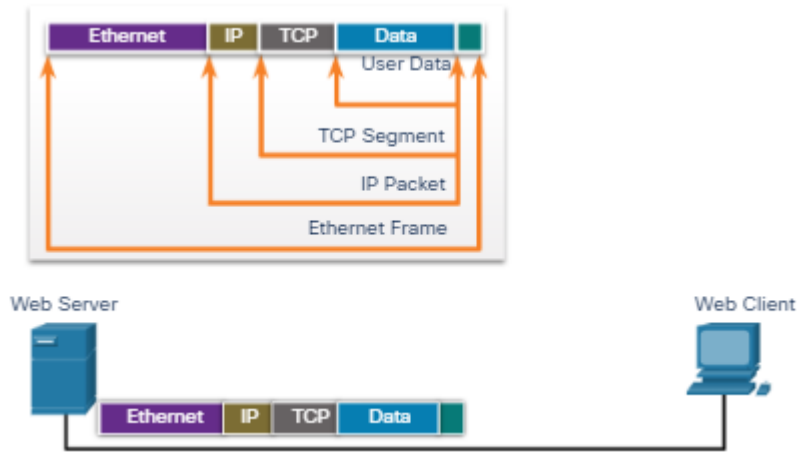 Ethernet IP TCP Data
User Data
TCP Segment
IP Packet
Ethernet Frame
Web Server
Web Client
Ethernet IP TCP Data